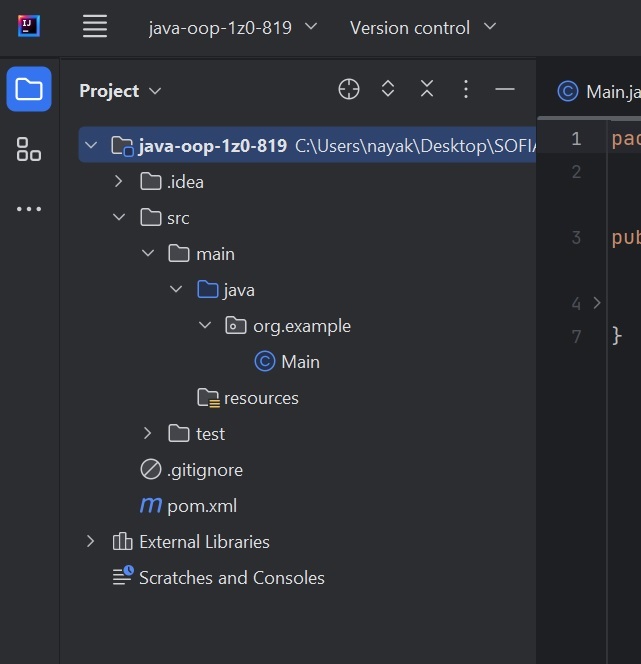 IJ
java-oop-1z0-819 Version control
Project
Main.ja
java-oop-1z0-819 C:\Users\nayak\Desktop\SOFIA
.idea
src
main
java
org.example
Main
resources
test
.gitignore
m pom.xml
External Libraries
Scratches and Consoles
1 pac
2
3 pub
4
7 }